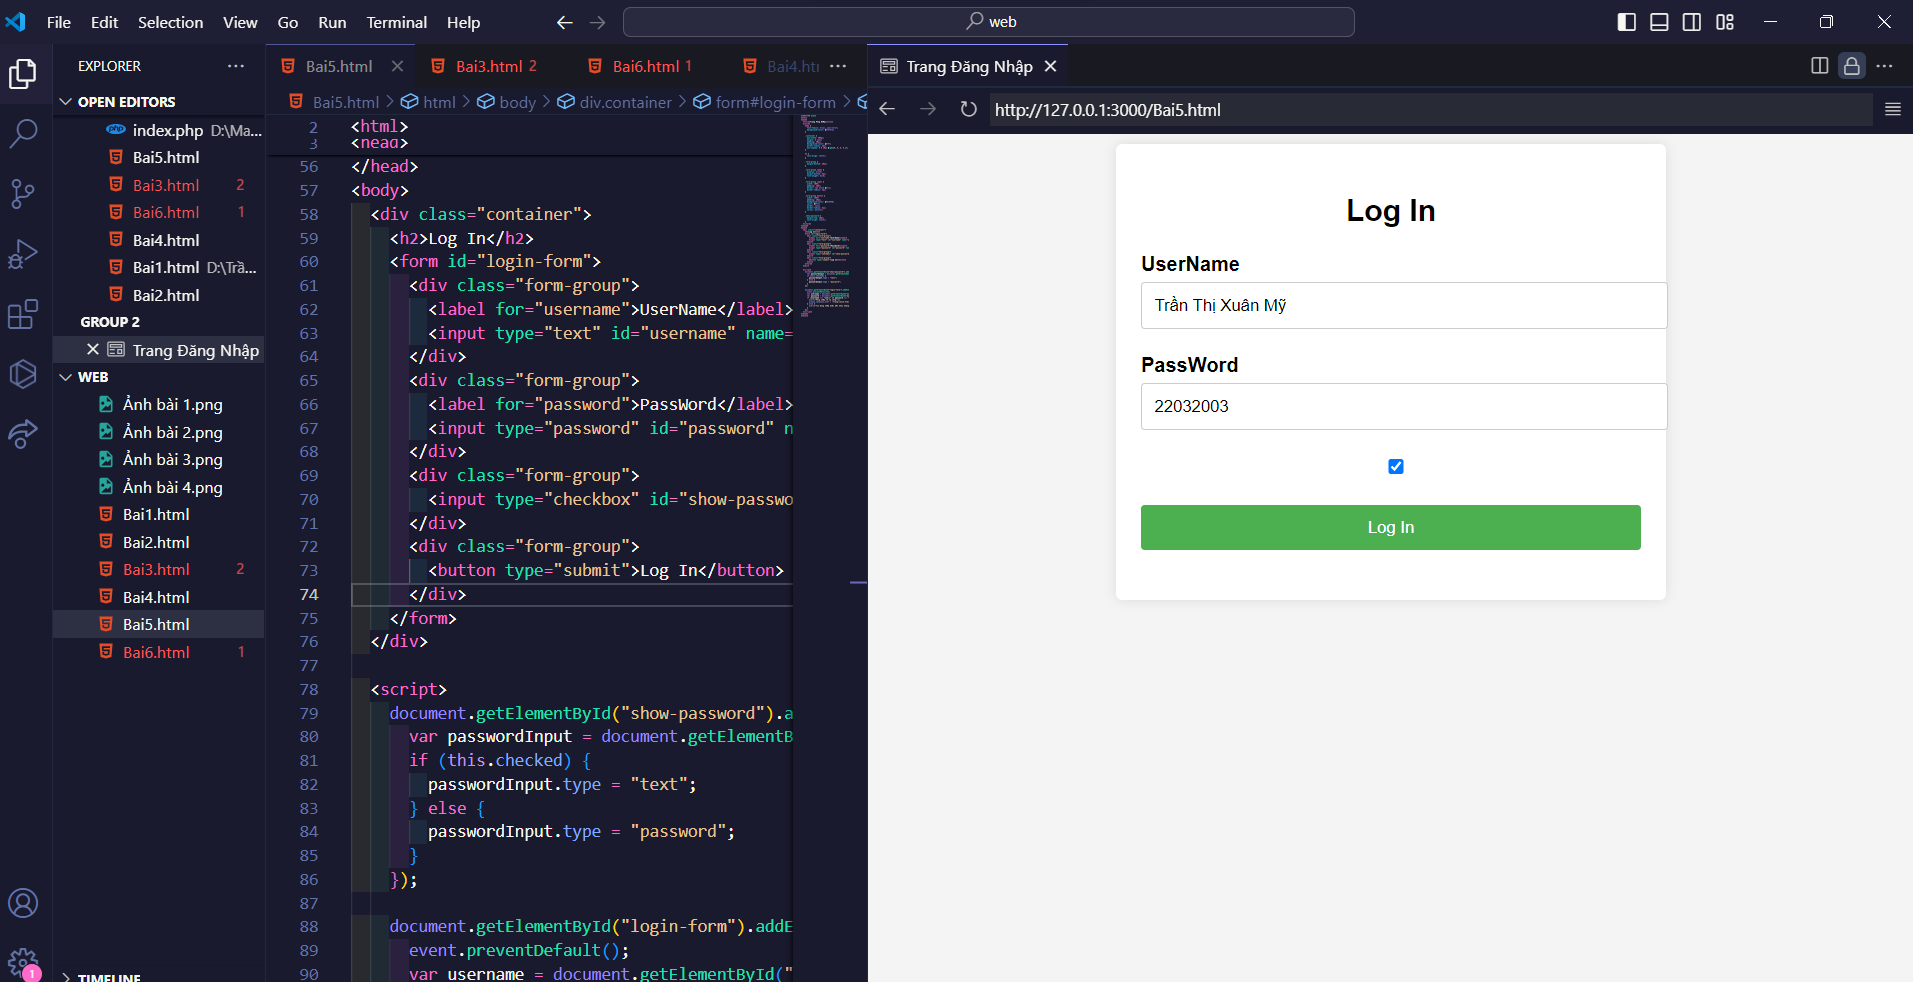 File Edit Selection View Go Run Terminal Help
web
EXPLORER
OPEN EDITORS
index.php D:\Ma...
Bai5.html
Bai3.html 2
Bai6.html 1
Bai4.html
Bai1.html D:\Trầ...
Bai2.html
GROUP 2
Trang Đăng Nhập
WEB
Ảnh bài 1.png
Ảnh bài 2.png
Ảnh bài 3.png
Ảnh bài 4.png
Bai1.html
Bai2.html
Bai3.html 2
Bai4.html
Bai5.html
Bai6.html 1
TIMELINE
1
Bai5.html Bai3.html 2 Bai6.html 1 Bai4.ht
Bai5.html > html > body > div.container > form#login-form >
2 <html>
3 <head>
56 </head>
57 <body>
58 <div class="container">
59 <h2>Log In</h2>
60 <form id="login-form">
61 <div class="form-group">
62 <label for="username">UserName</label>
63 <input type="text" id="username" name=
64 </div>
65 <div class="form-group">
66 <label for="password">PassWord</label>
67 <input type="password" id="password" n
68 </div>
69 <div class="form-group">
70 <input type="checkbox" id="show-passwo
71 </div>
72 <div class="form-group">
73 <button type="submit">Log In</button>
74 </div>
75 </form>
76 </div>
77
78 <script>
79 document.getElementById("show-password").a
80 var passwordInput = document.getElementB
81 if (this.checked) {
82 passwordInput.type = "text";
83 } else {
84 passwordInput.type = "password";
85 }
86 });
87
88 document.getElementById("login-form").addE
89 event.preventDefault();
90 var username = document.getElementById("
Trang Đăng Nhập
http://127.0.0.1:3000/Bai5.html
Log In
UserName
Trần Thị Xuân Mỹ
PassWord
22032003
Log In